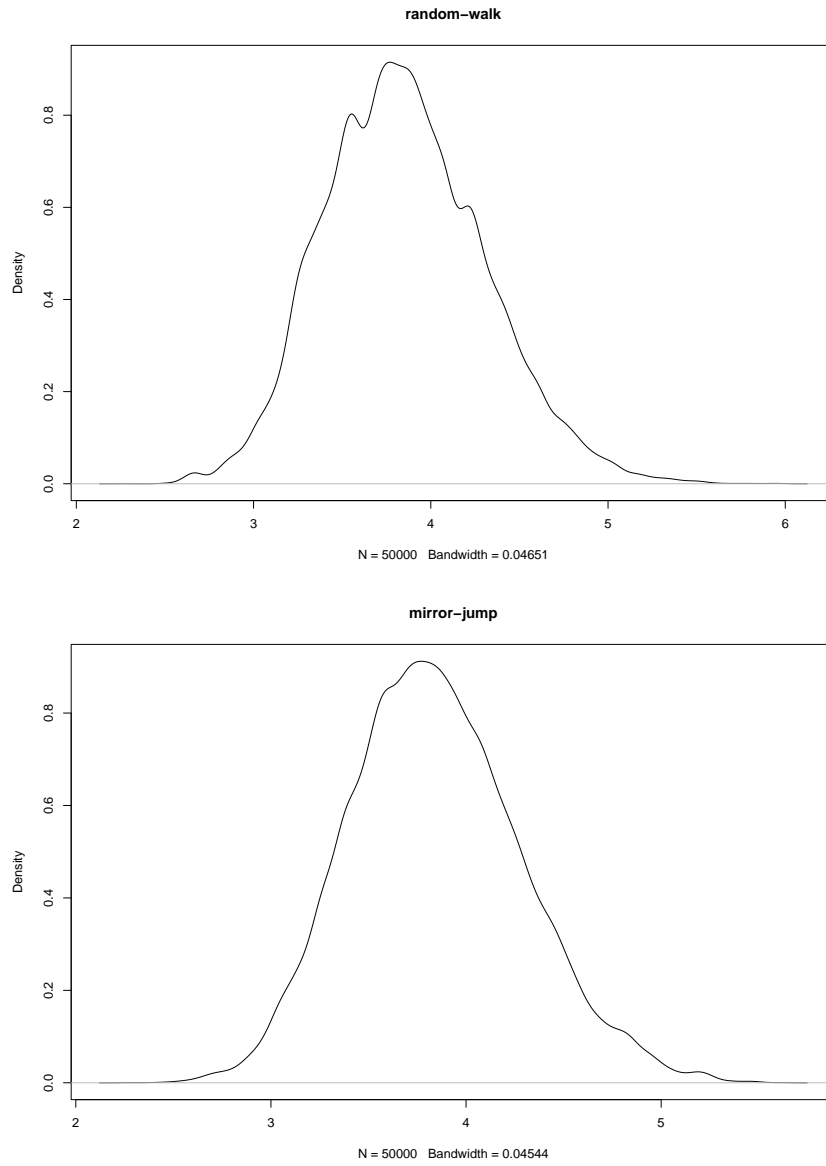 random−walk
0.8
0.6
0.4
0.2
0.0
Density
2 3 4 5 6
N = 50000 Bandwidth = 0.04651
mirror−jump
0.8
0.6
0.4
0.2
0.0
Density
2 3 4 5
N = 50000 Bandwidth = 0.04544